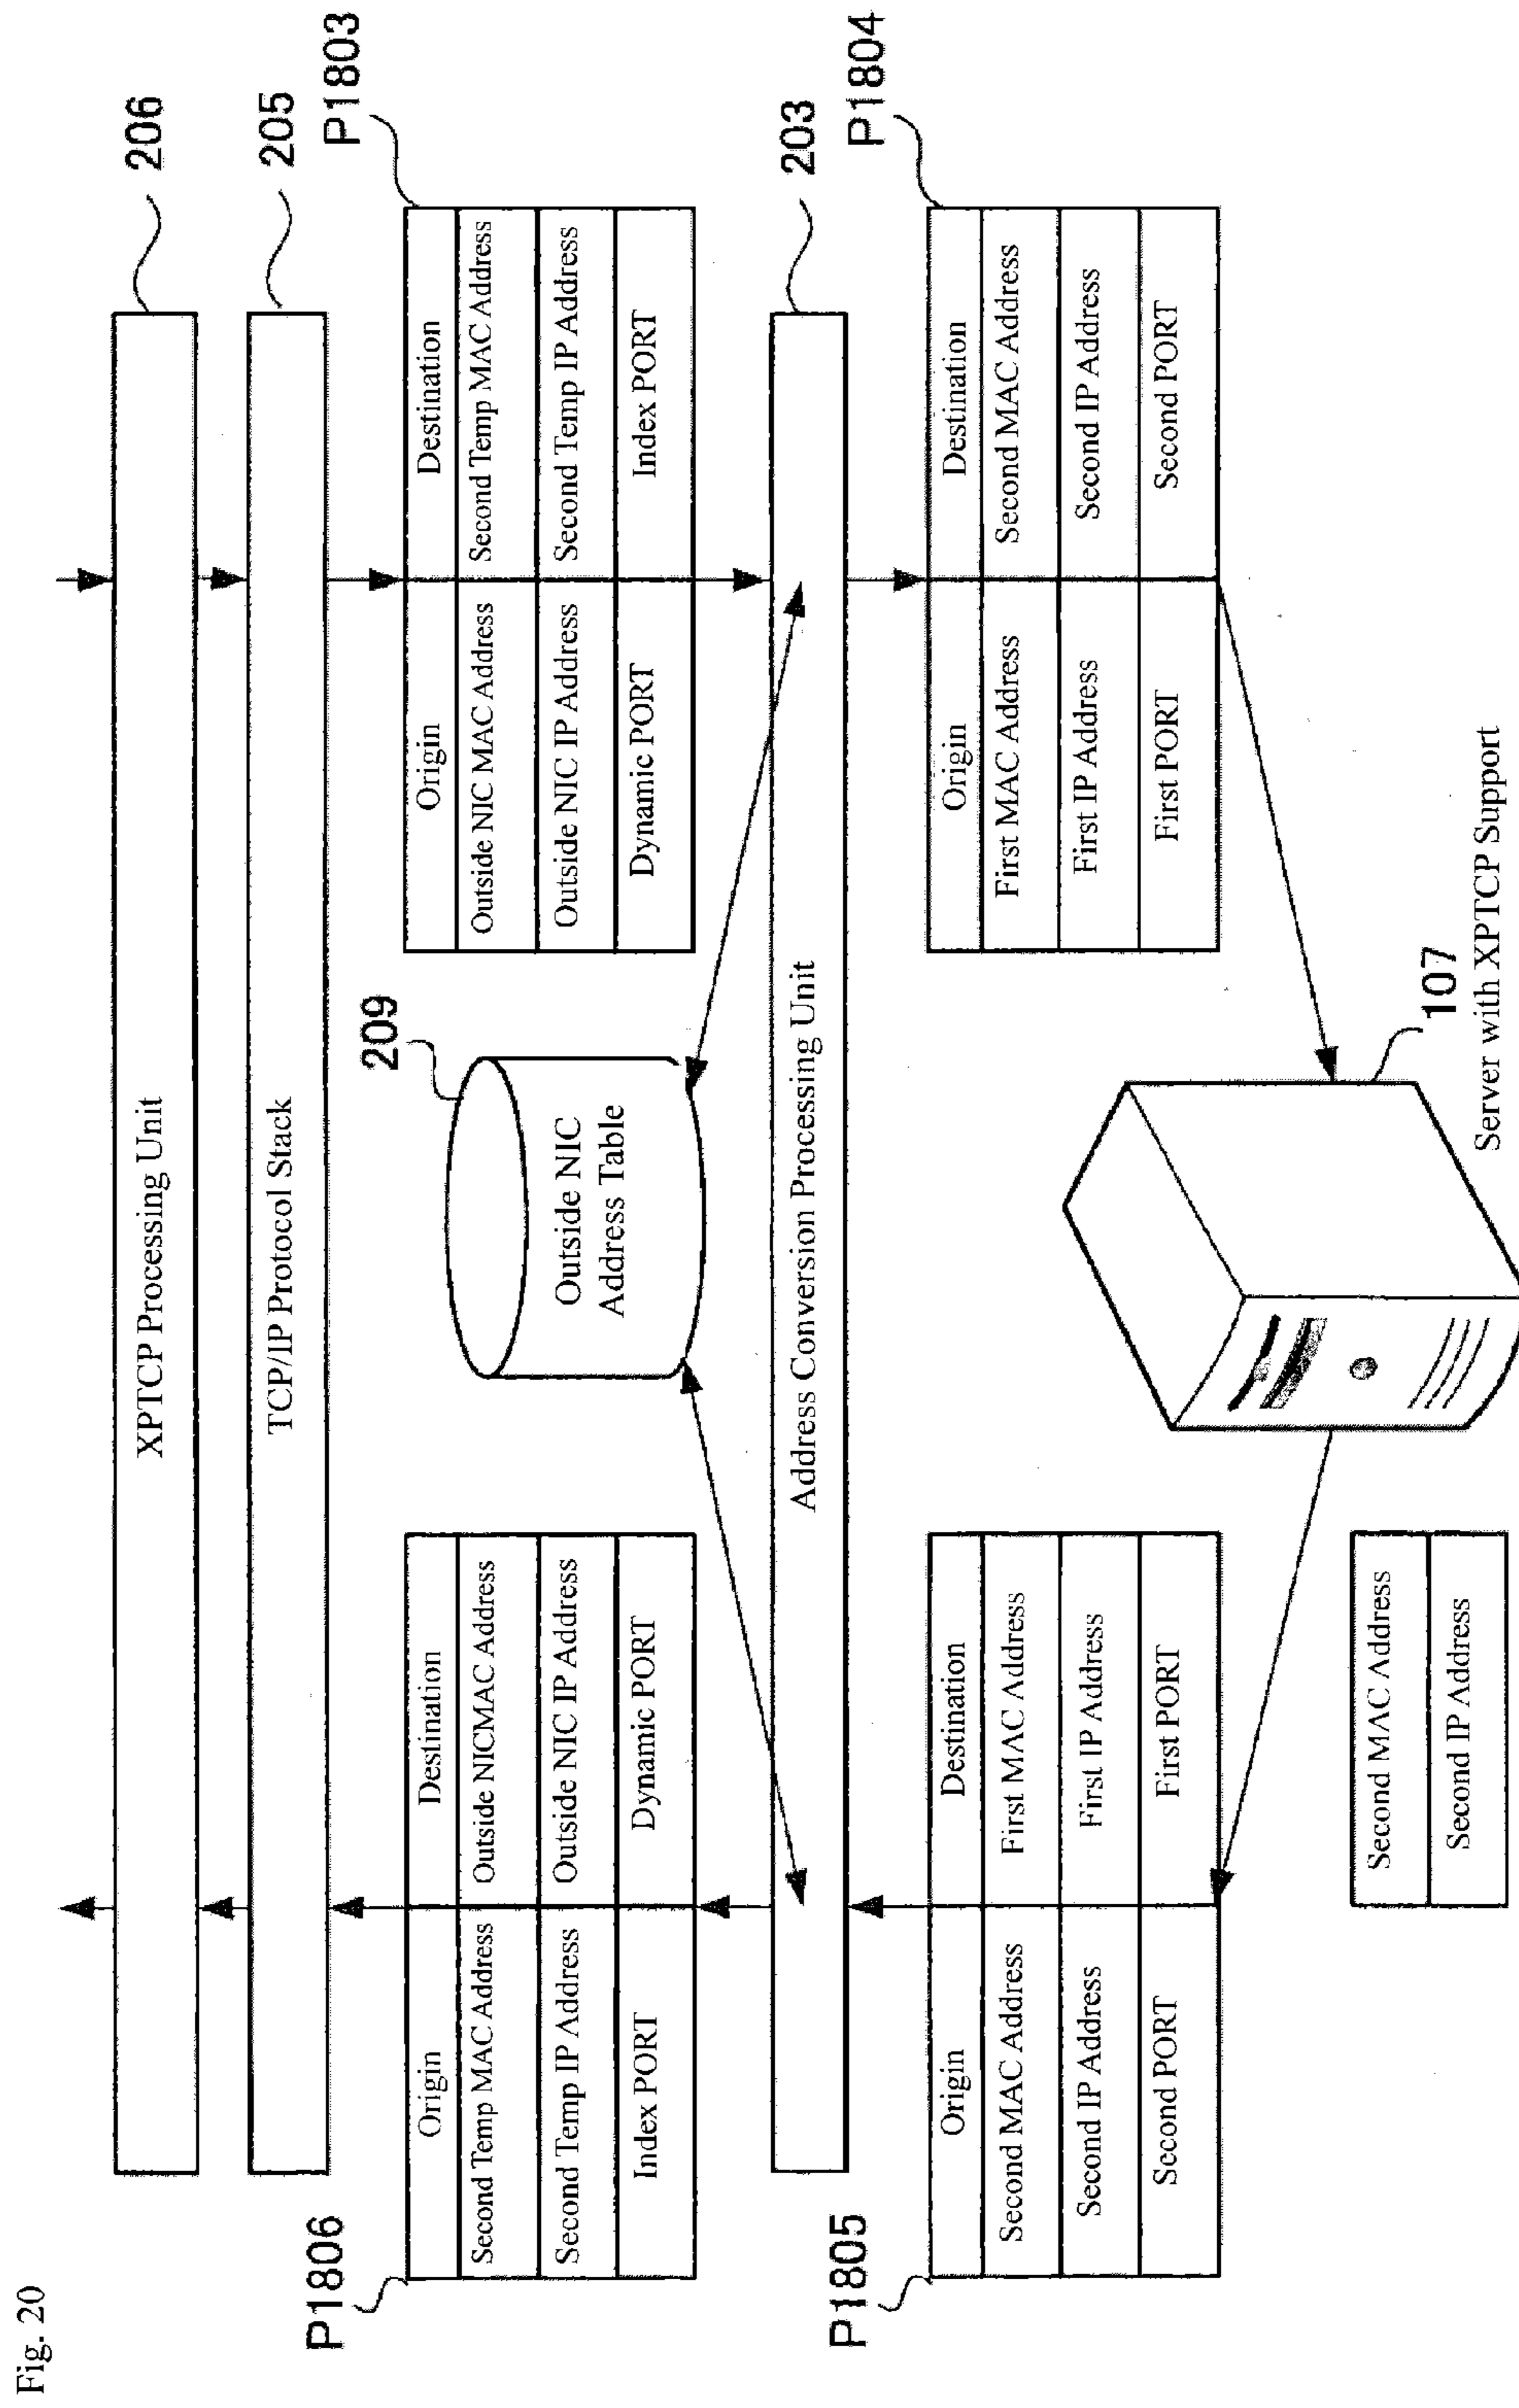 Fig. 20
206
XPTCP Processing Unit
205
TCP/IP Protocol Stack
P1806
Origin Destination
Second Temp MAC Address Outside NICMAC Address
Second Temp IP Address Outside NIC IP Address
Index PORT Dynamic PORT
209
Outside NIC
Address Table
P1803
Origin Destination
Outside NIC MAC Address Second Temp MAC Address
Outside NIC IP Address Second Temp IP Address
Dynamic PORT Index PORT
203
Address Conversion Processing Unit
P1805
Origin Destination
Second MAC Address First MAC Address
Second IP Address First IP Address
Second PORT First PORT
P1804
Origin Destination
First MAC Address Second MAC Address
First IP Address Second IP Address
First PORT Second PORT
Second MAC Address
Second IP Address
107
Server with XPTCP Support